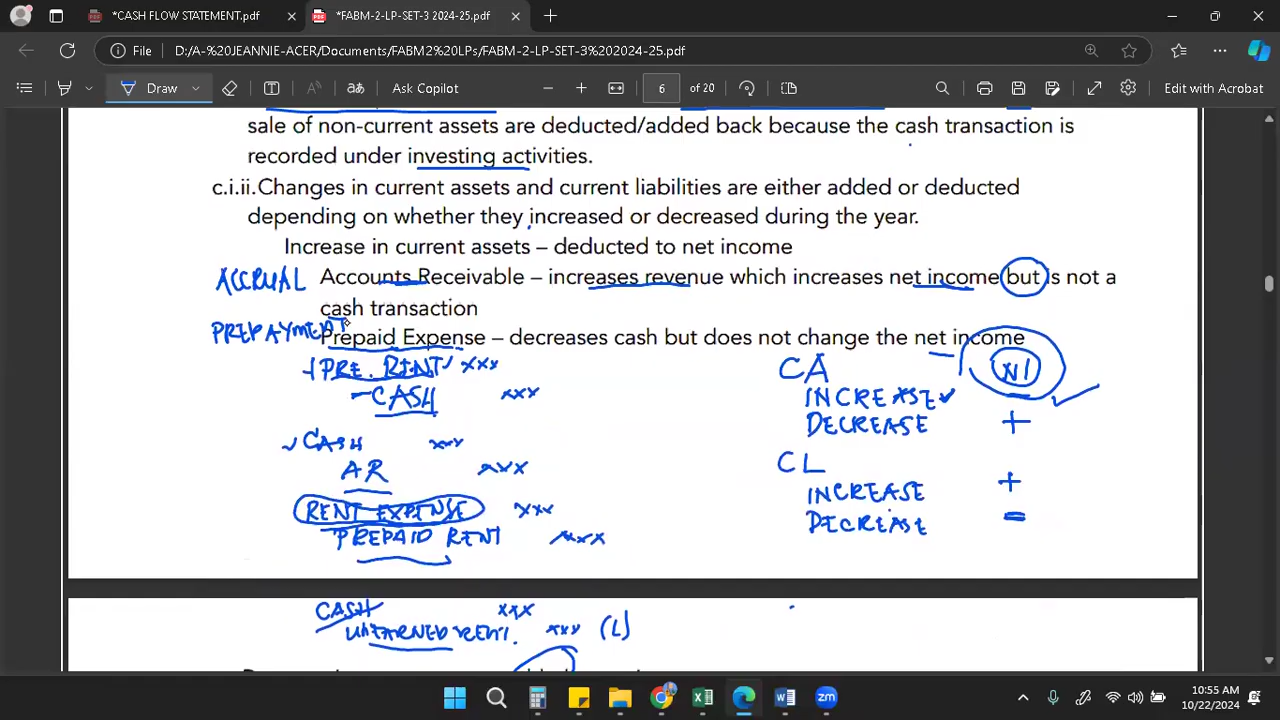 *CASH FLOW STATEMENT.pdf
*FABM-2-LP-SET-3 2024-25.pdf
File
D:/A-%20JEANNIE-ACER/Documents/FABM2%20LPs/FABM-2-LP-SET-3%202024-25.pdf
Draw
Ask Copilot
6 of 20
Edit with Acrobat
sale of non-current assets are deducted/added back because the cash transaction is
recorded under investing activities.
c.i.ii.Changes in current assets and current liabilities are either added or deducted
depending on whether they increased or decreased during the year.
Increase in current assets – deducted to net income
ACCRUAL Accounts Receivable – increases revenue which increases net income but is not a
cash transaction
PREPAYMENT Prepaid Expense – decreases cash but does not change the net income
PRE. RENT xxx
CASH xxx
CASH xxx
AR xxx
RENT EXPENSE xxx
PREPAID RENT xxx
CA NI
INCREASE -
DECREASE +
CL
INCREASE +
DECREASE -
CASH xxx
UNEARNED RENT. xxx (L)
10:55 AM
10/22/2024